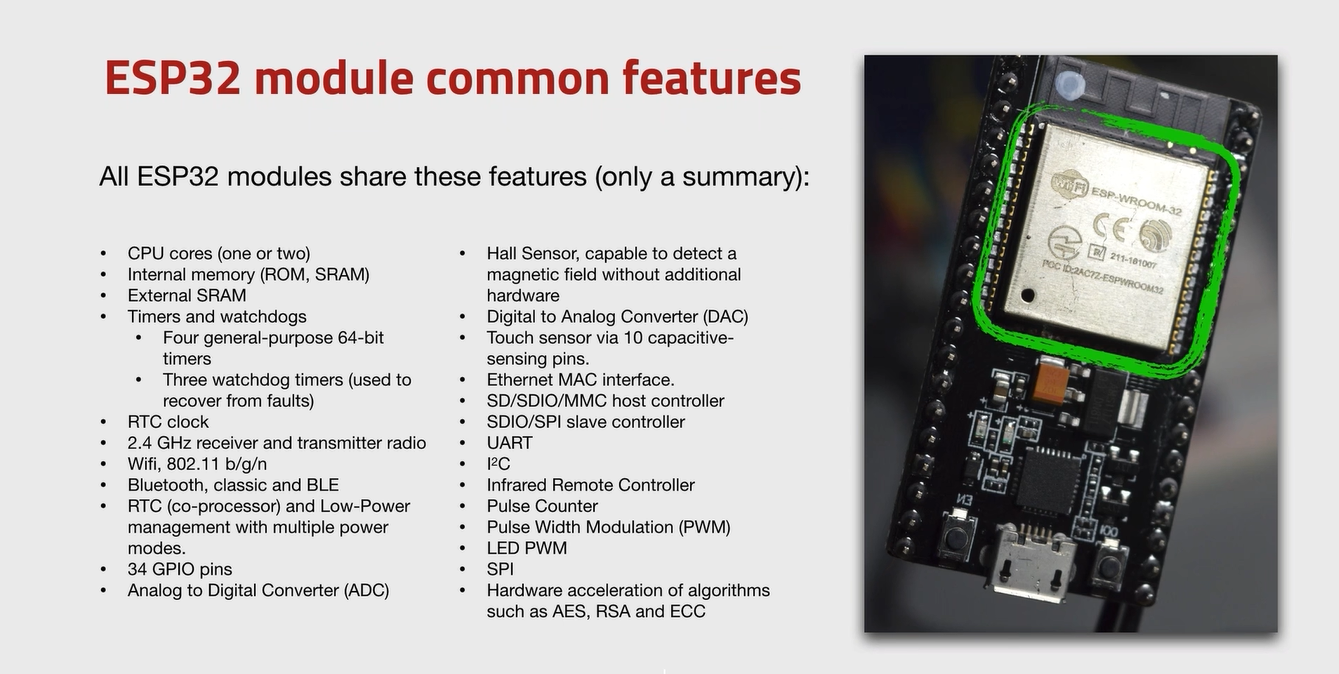 ESP32 module common features
All ESP32 modules share these features (only a summary):
• CPU cores (one or two)
• Internal memory (ROM, SRAM)
• External SRAM
• Timers and watchdogs
• Four general-purpose 64-bit
timers
• Three watchdog timers (used to
recover from faults)
• RTC clock
• 2.4 GHz receiver and transmitter radio
• Wifi, 802.11 b/g/n
• Bluetooth, classic and BLE
• RTC (co-processor) and Low-Power
management with multiple power
modes.
• 34 GPIO pins
• Analog to Digital Converter (ADC)
• Hall Sensor, capable to detect a
magnetic field without additional
hardware
• Digital to Analog Converter (DAC)
• Touch sensor via 10 capacitive-
sensing pins.
• Ethernet MAC interface.
• SD/SDIO/MMC host controller
• SDIO/SPI slave controller
• UART
• I²C
• Infrared Remote Controller
• Pulse Counter
• Pulse Width Modulation (PWM)
• LED PWM
• SPI
• Hardware acceleration of algorithms
such as AES, RSA and ECC
WiFi ESP-WROOM-32
CE
R 211-161007
FCC ID:2AC7Z-ESPWROOM32
EN